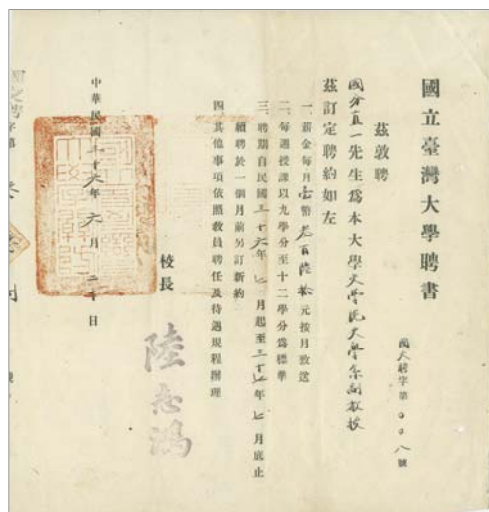 國立臺灣大學聘書
國大聘字第〇〇八號
茲敦聘
國分直一先生爲本大學文學院文學系副教授
茲訂定聘約如左
一、薪金每月臺幣叁百陸拾元按月致送
二、每週授課以九學分至十二學分爲標準
三、聘期自民國三十六年七月起至三十七年七月底止
續聘於一個月前另訂新約
四、其他事項依照敎員聘任及待遇規程辦理
校長
陸志鴻
中華民國三十六年 月二十日